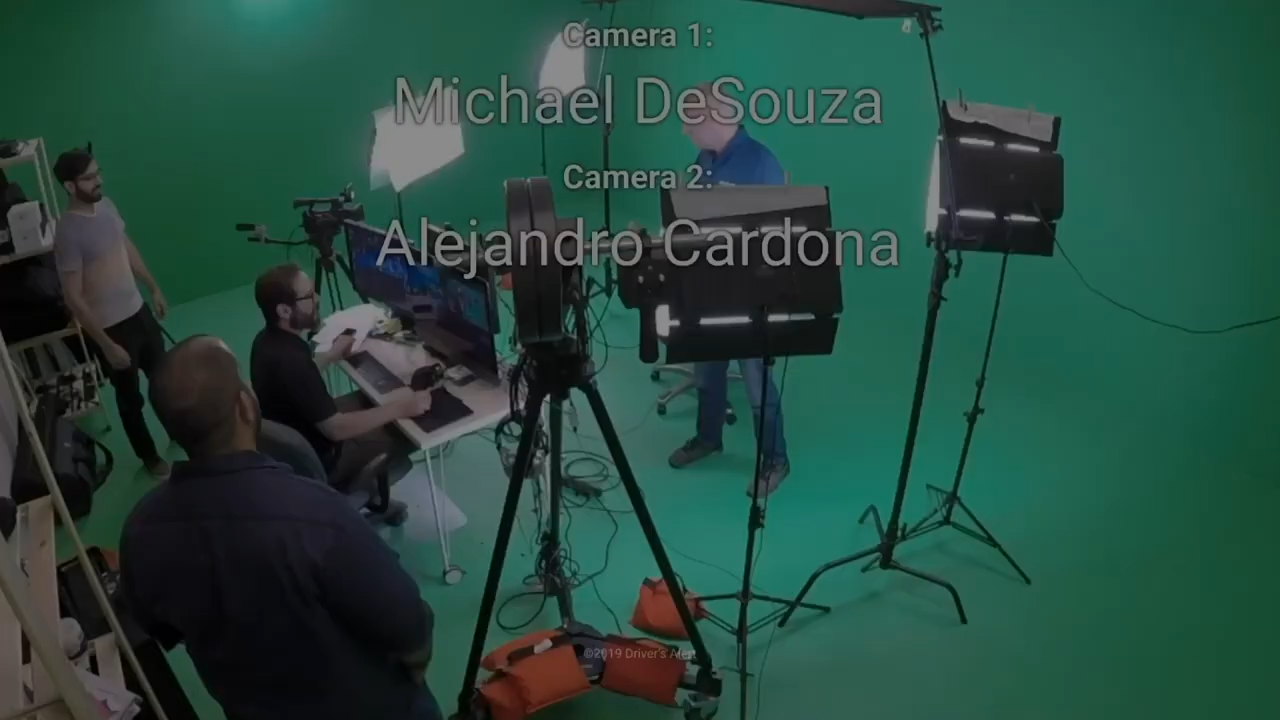 Camera 1:
Michael DeSouza
Camera 2:
Alejandro Cardona
©2019 Driver's Alert